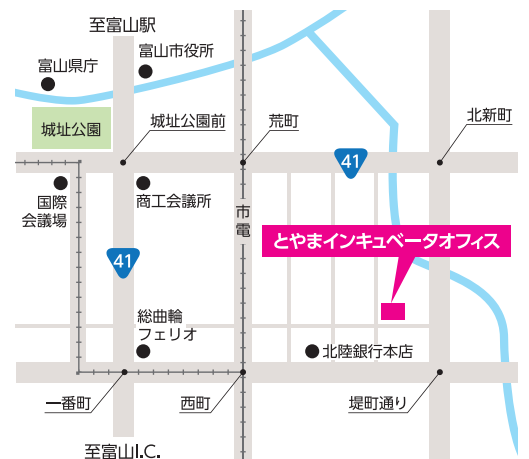 至富山駅
富山市役所
富山県庁
城址公園
城址公園前
荒町
北新町
41
国際
会議場
商工会議所
市電
とやまインキュベータオフィス
41
総曲輪
フェリオ
北陸銀行本店
一番町
西町
堤町通り
至富山I.C.